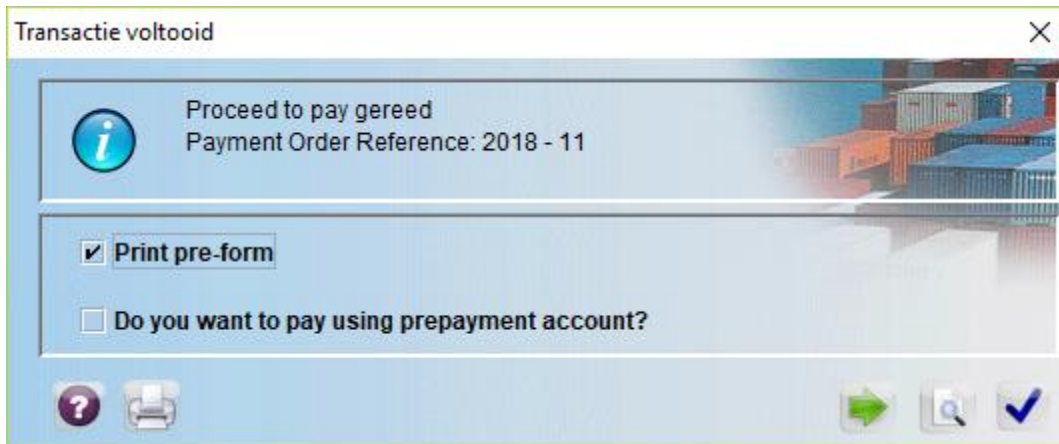 Transactie voltooid
Proceed to pay gereed
Payment Order Reference: 2018 - 11
Print pre-form
Do you want to pay using prepayment account?